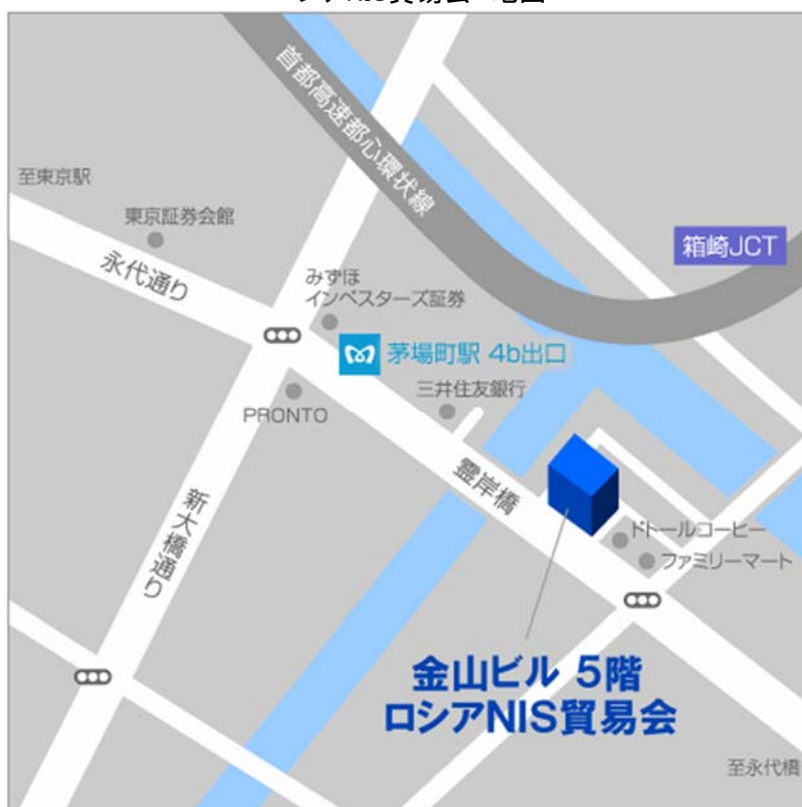 首都高速都心環状線
至東京駅
東京証券会館
永代通り
箱崎JCT
みずほ
インベスターズ証券
茅場町駅 4b出口
三井住友銀行
PRONTO
霊岸橋
新大橋通り
ドトールコーヒー
ファミリーマート
金山ビル 5階
ロシアNIS貿易会
至永代橋